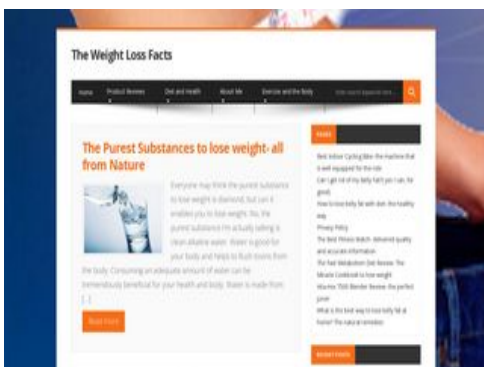 The Weight Loss Facts
Home Product Reviews Diet and Health About Me Exercise and the Body
The Purest Substances to lose weight- all
from Nature
Everyone may think the purest substance
to lose weight is diamond, but can it
enables you to lose weight. No, the
purest substance I'm actually talking is
clean alkaline water. Water is good for
your body and helps to flush toxins from
the body. Consuming an adequate amount of water can be
tremendously beneficial for your health and body. Water is made from
[...]
Read more
PAGES
Best Indoor Cycling Bike- the machine that
is well equipped for the ride
Can I get rid of my belly fat? yes I can, for
good
How to lose belly fat with diet- the healthy
way
Privacy Policy
The Best Fitness Watch- delivered quality
and accurate information
The Fast Metabolism Diet Review- The
Miracle Cookbook to lose weight
7500 Blender Review- the perfect
What is the best way to lose belly fat at
home? The natural remedies
RECENT POSTS